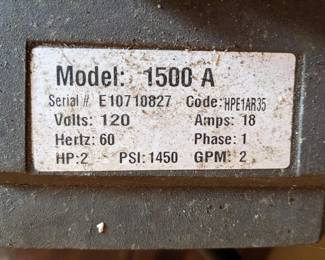 Model: 1500 A
Serial # E10710827 Code: HPE1AR35
Volts: 120 Amps: 18
Hertz: 60 Phase: 1
HP:2 PSI:1450 GPM: 2